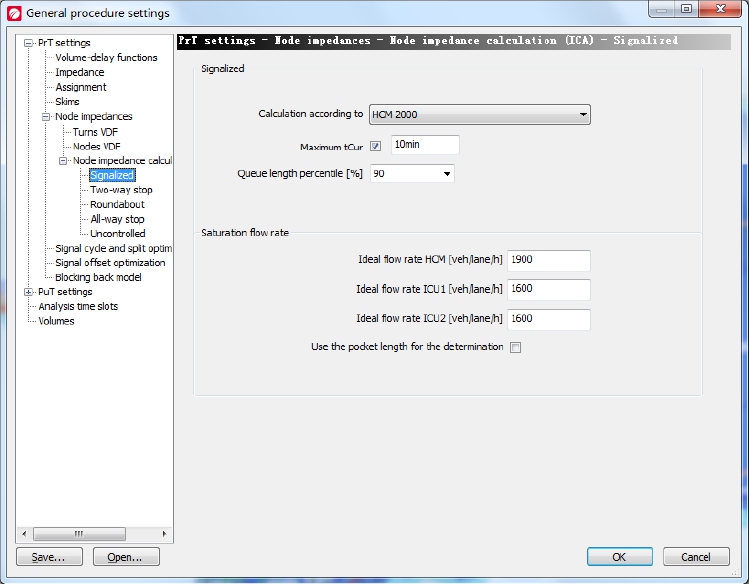 General procedure settings
PrT settings
Volume-delay functions
Impedance
Assignment
Skims
Node impedances
Turns VDF
Nodes VDF
Node impedance calcul
Signalized
Two-way stop
Roundabout
All-way stop
Uncontrolled
Signal cycle and split optim
Signal offset optimization
Blocking back model
PuT settings
Analysis time slots
Volumes
PrT settings - Node impedances - Node impedance calculation (ICA) - Signalized
Signalized
Calculation according to HCM 2000
Maximum tCur 10min
Queue length percentile [%] 90
Saturation flow rate
Ideal flow rate HCM [veh/lane/h] 1900
Ideal flow rate ICU1 [veh/lane/h] 1600
Ideal flow rate ICU2 [veh/lane/h] 1600
Use the pocket length for the determination
Save... Open... OK Cancel